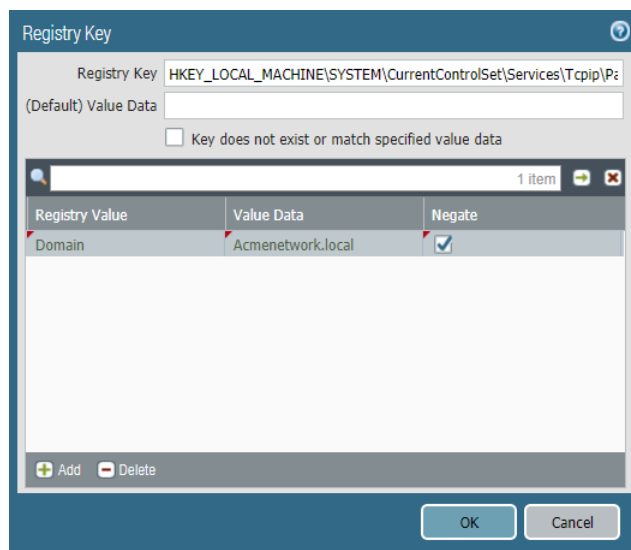 Registry Key
Registry Key HKEY_LOCAL_MACHINE\SYSTEM\CurrentControlSet\Services\Tcpip\Pa
(Default) Value Data
Key does not exist or match specified value data
1 item
Registry Value Value Data Negate
Domain Acmenetwork.local
Add Delete
OK Cancel